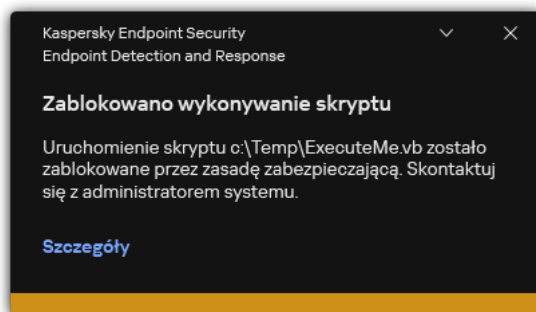 Kaspersky Endpoint Security
Endpoint Detection and Response
Zablokowano wykonywanie skryptu
Uruchomienie skryptu c:\Temp\ExecuteMe.vb zostało
zablokowane przez zasadę zabezpieczającą. Skontaktuj
się z administratorem systemu.
Szczegóły